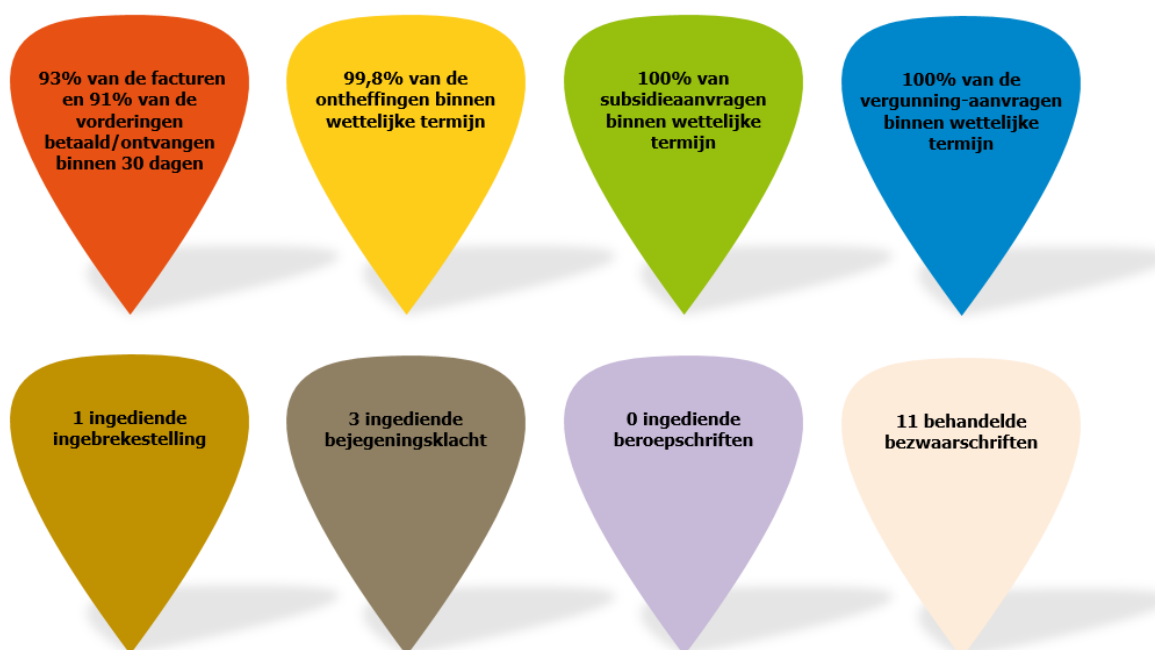 93% van de facturen
en 91% van de
vorderingen
betaald/ontvangen
binnen 30 dagen
99,8% van de
ontheffingen binnen
wettelijke termijn
100% van
subsidieaanvragen
binnen wettelijke
termijn
100% van de
vergunning-aanvragen
binnen wettelijke
termijn
1 ingediende
ingebrekestelling
3 ingediende
bejegeningsklacht
0 ingediende
beroepschriften
11 behandelde
bezwaarschriften